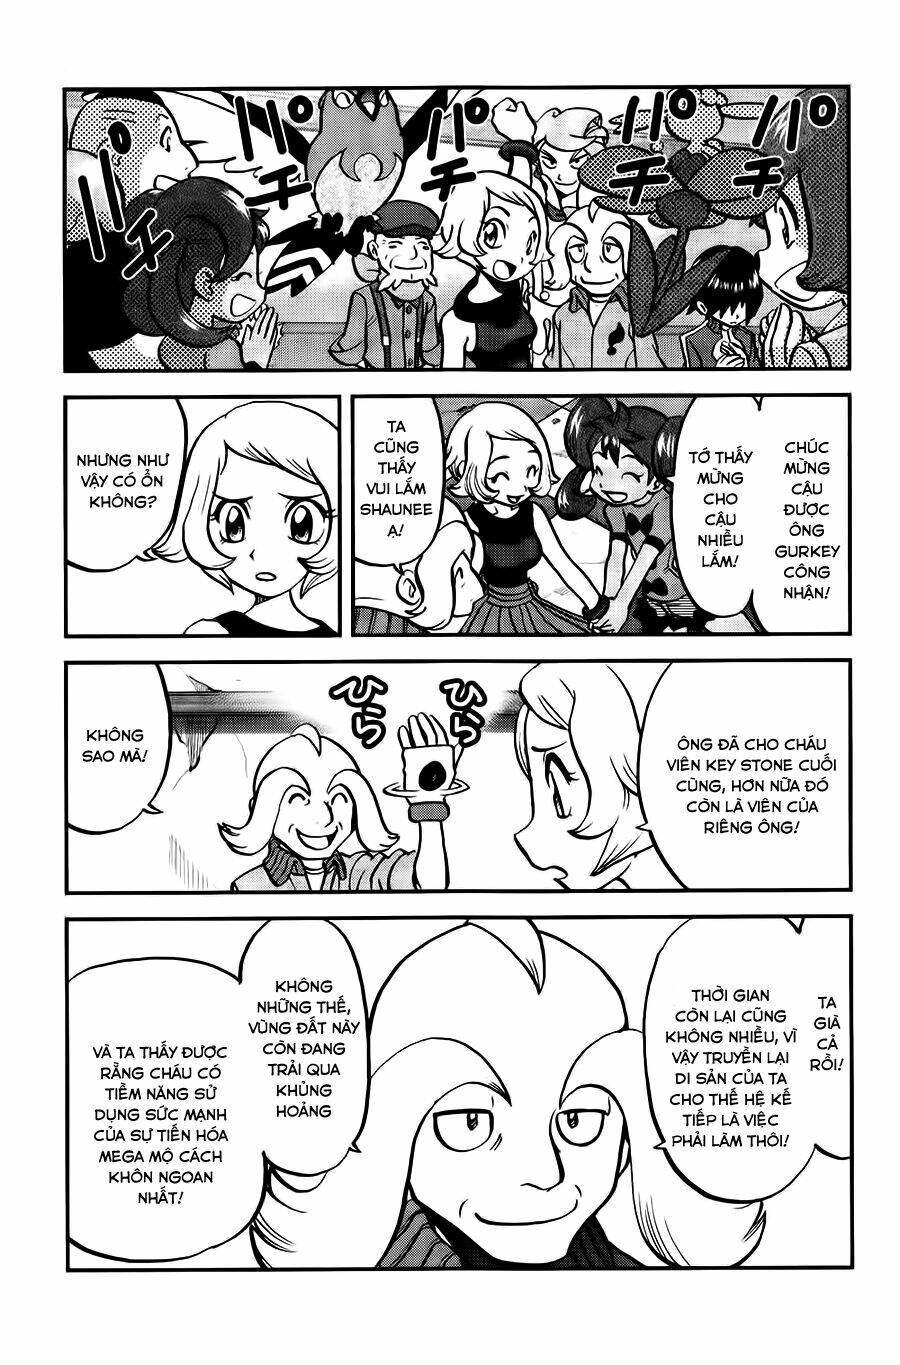 パチ
パチ
パチ
パチ
パチ
CHÚC
MỪNG CẬU
ĐƯỢC
ÔNG
GURKEY
CÔNG
NHẬN!
TỚ THẤY
MỪNG
CHO
CẬU
NHIỀU
LẮM!
TA
CŨNG
THẤY
VUI LẮM
SHAUNEE
Ạ!
NHƯNG NHƯ
VẬY CÓ ỔN
KHÔNG?
ÔNG ĐÃ CHO CHÁU
VIÊN KEY STONE CUỐI
CÙNG, HƠN NỮA ĐÓ
CÒN LÀ VIÊN CỦA
RIÊNG ÔNG!
ひら
ひら
KHÔNG
SAO MÀ!
TA
GIÀ
CẢ
RỒI!
THỜI GIAN
CÒN LẠI CŨNG
KHÔNG NHIỀU, VÌ
VẬY TRUYỀN LẠI
DI SẢN CỦA TA
CHO THẾ HỆ KẾ
TIẾP LÀ VIỆC
PHẢI LÀM THÔI!
KHÔNG
NHỮNG THẾ,
VÙNG ĐẤT NÀY
CÒN ĐANG
TRẢI QUA
KHỦNG
HOẢNG
VÀ TA THẤY ĐƯỢC
RẰNG CHÁU CÓ
TIỀM NĂNG SỬ
DỤNG SỨC MẠNH
CỦA SỰ TIẾN HÓA
MEGA MỘ CÁCH
KHÔN NGOAN
NHẤT!